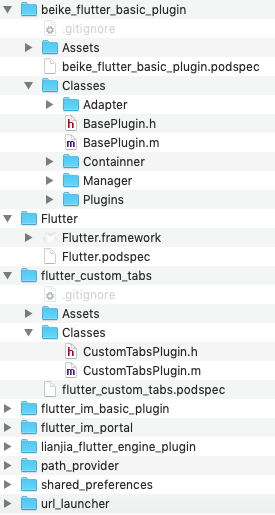 beike_flutter_basic_plugin
.gitignore
Assets
beike_flutter_basic_plugin.podspec
Classes
Adapter
h BasePlugin.h
m BasePlugin.m
Containner
Manager
Plugins
Flutter
Flutter.framework
Flutter.podspec
flutter_custom_tabs
.gitignore
Assets
Classes
h CustomTabsPlugin.h
m CustomTabsPlugin.m
flutter_custom_tabs.podspec
flutter_im_basic_plugin
flutter_im_portal
lianjia_flutter_engine_plugin
path_provider
shared_preferences
url_launcher